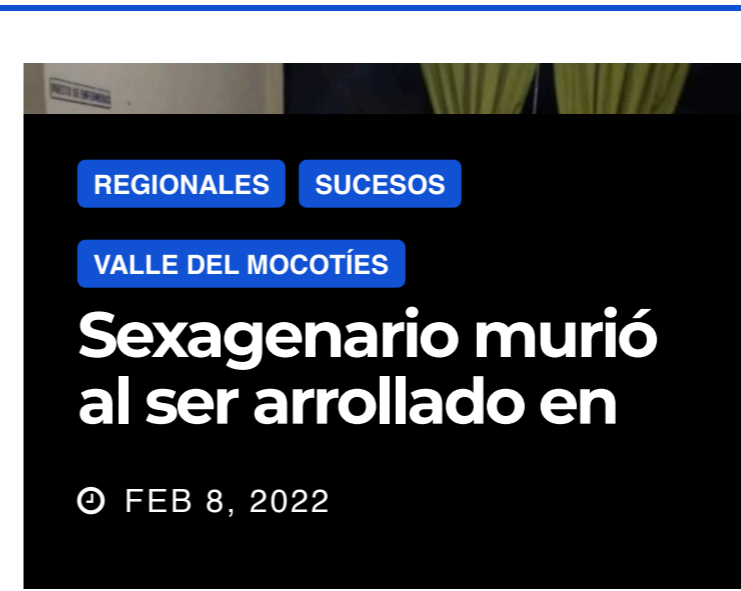 REGIONALES SUCESOS
VALLE DEL MOCOTÍES
Sexagenario murió
al ser arrollado en
FEB 8, 2022